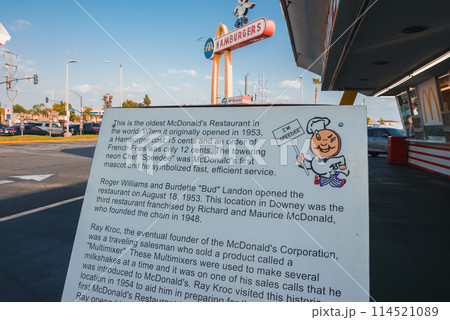 HAMBURGERS
This is the oldest McDonald's Restaurant in
the world. When it originally opened in 1953,
a Hamburger cost 15 cents and an order of
French Fries was only 12 cents. The towering
neon Chef "Speedee" was McDonald's first
mascot and his symbolized fast, efficient service.
I'M
SPEEDEE
Roger Williams and Burdetie "Bud" Landon opened the
restaurant on August 18, 1953. This location in Downey was the
third restaurant franchised by Richard and Maurice McDonald,
who founded the chain in 1948.
Ray Kroc, the eventual founder of the McDonald's Corporation,
was a traveling salesman who sold a product called a
"Multimixer". These Multimixers were used to make several
milkshakes at a time and it was on one of his sales calls that he
was introduced to McDonald's. Ray Kroc visited this historic
location in 1954 to aid him in preparing for
first McDonald's Restaurant
Ray opened
114521089